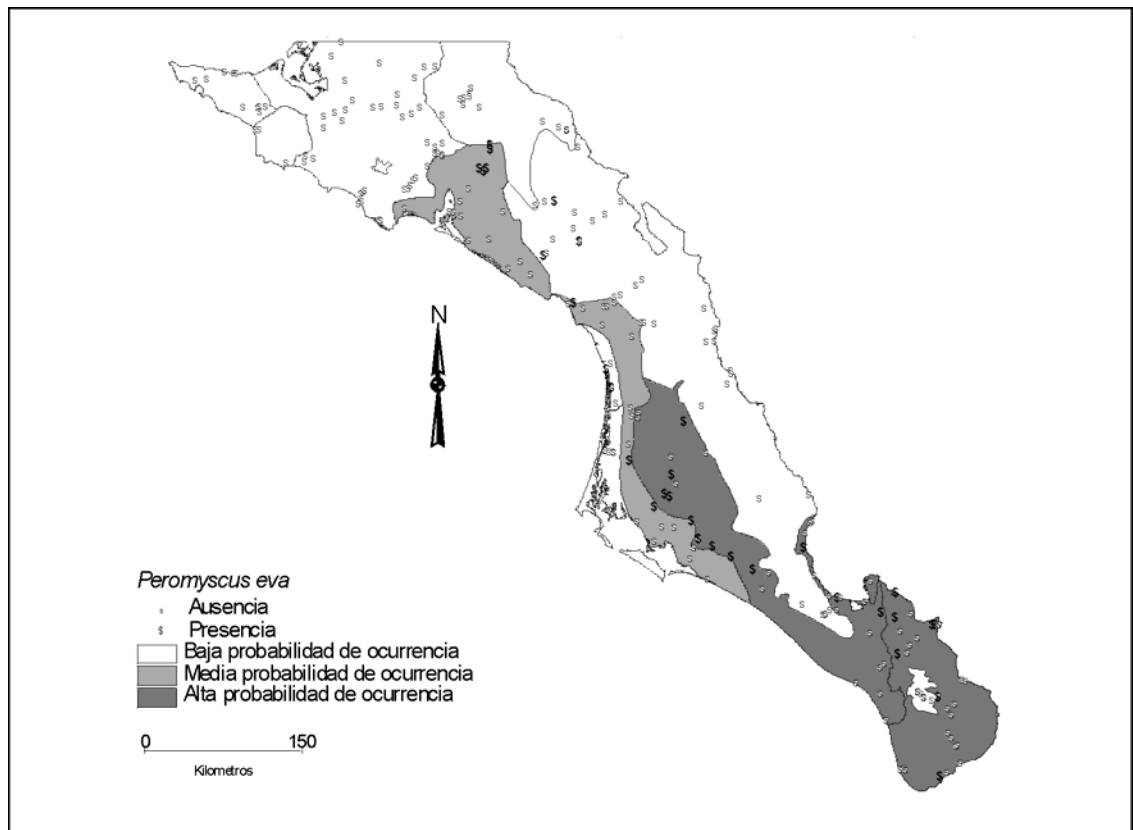 N
Peromyscus eva
s Ausencia
$ Presencia
Baja probabilidad de ocurrencia
Media probabilidad de ocurrencia
Alta probabilidad de ocurrencia
0 150
Kilometros